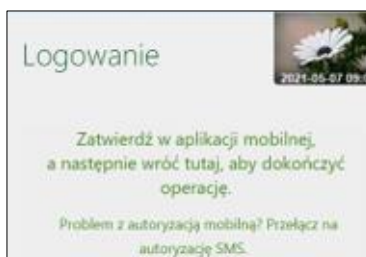 Logowanie
2021-05-07 09:
Zatwierdź w aplikacji mobilnej,
a następnie wróć tutaj, aby dokończyć
operację.
Problem z autoryzacją mobilną? Przełącz na
autoryzację SMS.